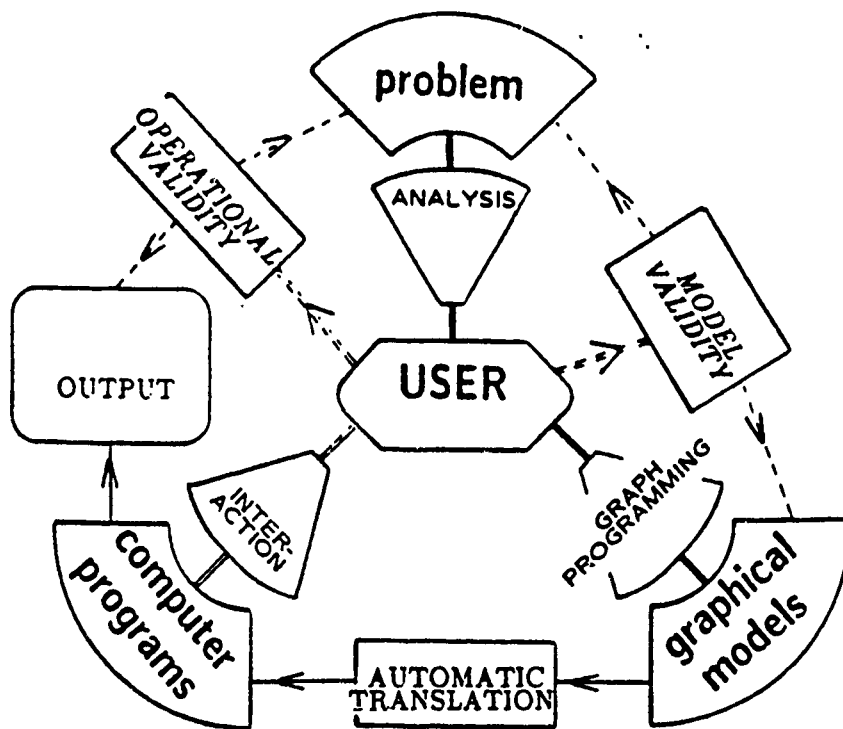 problem
OPERATIONAL
VALIDITY
ANALYSIS
MODEL
VALIDITY
USER
OUTPUT
INTER-
ACTION
GRAPH
PROGRAMMING
computer
programs
graphical
models
AUTOMATIC
TRANSLATION